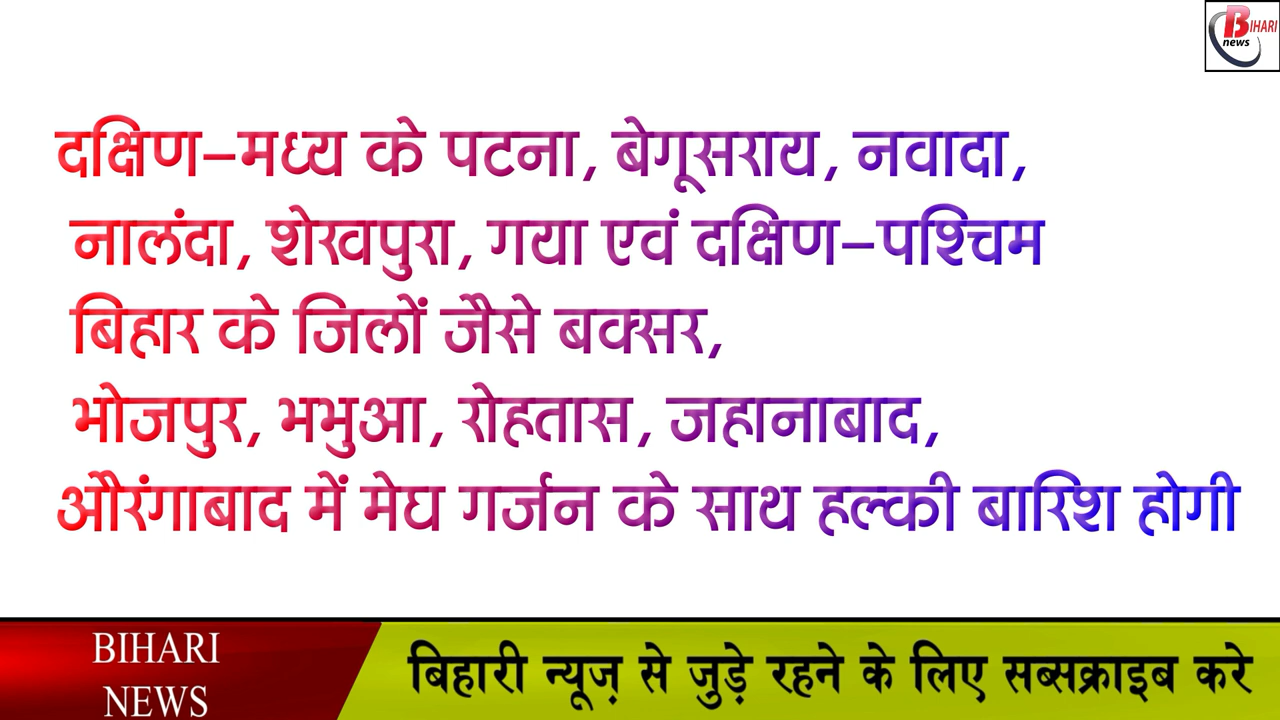 BIHARI
news
दक्षिण-मध्य के पटना, बेगूसराय, नवादा,
नालंदा, शेखपुरा, गया एवं दक्षिण-पश्चिम
बिहार के जिलों जैसे बक्सर,
भोजपुर, भभुआ, रोहतास, जहानाबाद,
औरंगाबाद में मेघ गर्जन के साथ हल्की बारिश होगी
BIHARI
NEWS
बिहारी न्यूज़ से जुड़े रहने के लिए सब्सक्राइब करे